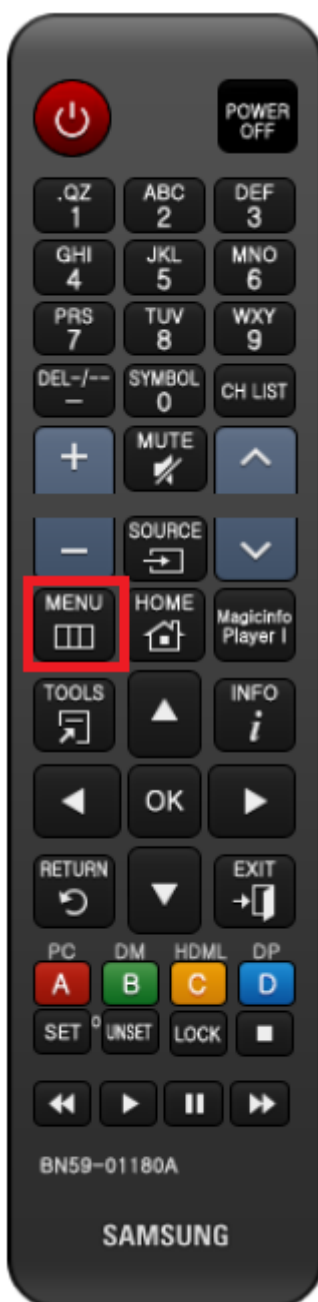 POWER
OFF
.QZ ABC DEF
1 2 3
GHI JKL MNO
4 5 6
PRS TUV WXY
7 8 9
DEL-/-- SYMBOL CH LIST
— 0
+ MUTE
— SOURCE
MENU HOME Magicinfo
Player I
TOOLS INFO
i
OK
RETURN EXIT
PC DM HDML DP
A B C D
SET UNSET LOCK
BN59-01180A
SAMSUNG